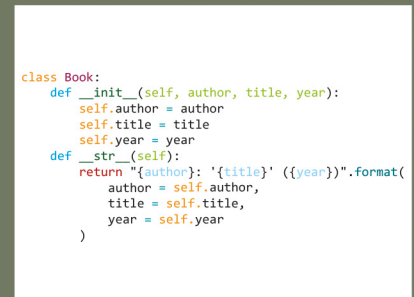 class Book:
    def __init__(self, author, title, year):
        self.author = author
        self.title = title
        self.year = year
    def __str__(self):
        return "{author}: '{title}' ({year})".format(
            author = self.author,
            title = self.title,
            year = self.year
        )